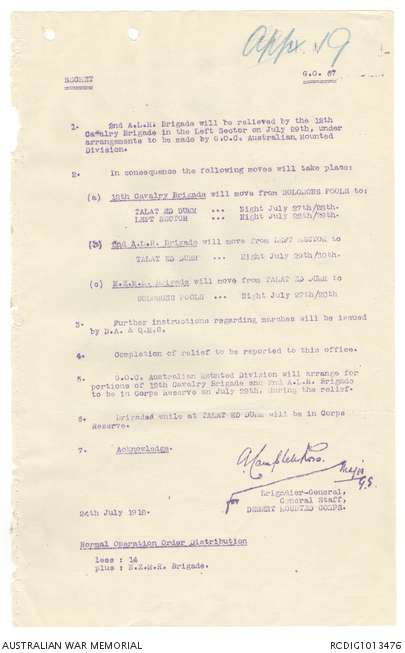 Appx 19
SECRET
G.O. 67
1. 2nd A.L.H. Brigade will be relieved by the 12th
Cavalry Brigade in the Left Sector on July 29th, under
arrangements to be made by G.O.C. Australian Mounted
Division.
2. In consequence the following moves will take place:
(a) 12th Cavalry Brigade will move from SOLOMONS POOLS to:
TALAT ED DUMM ... Night July 27th/28th.
LEFT SECTOR ... Night July 28th/29th.
(b) 2nd A.L.H. Brigade will move from LEFT SECTOR to
TALAT ED DUMM ... Night July 29th/30th.
(c) N.Z.M.R. Brigade will move from TALAT ED DUMM to
SOLOMONS POOLS ... Night July 27th/28th
3. Further instructions regarding marches will be issued
by D.A. & Q.M.G.
4. Completion of relief to be reported to this office.
5. G.O.C. Australian Mounted Division will arrange for
portions of 12th Cavalry Brigade and 2nd A.L.H. Brigade
to be in Corps Reserve on July 29th, during the relief.
6. Brigades while at TALAT ED DUMM will be in Corps
Reserve.
7. Acknowledge.
Major
G.S.
for
Brigadier-General,
General Staff,
DESERT MOUNTED CORPS.
24th July 1918.
Normal Operation Order Distribution
less : 14
plus : N.Z.M.R. Brigade.
AUSTRALIAN WAR MEMORIAL
RCDIG1013476